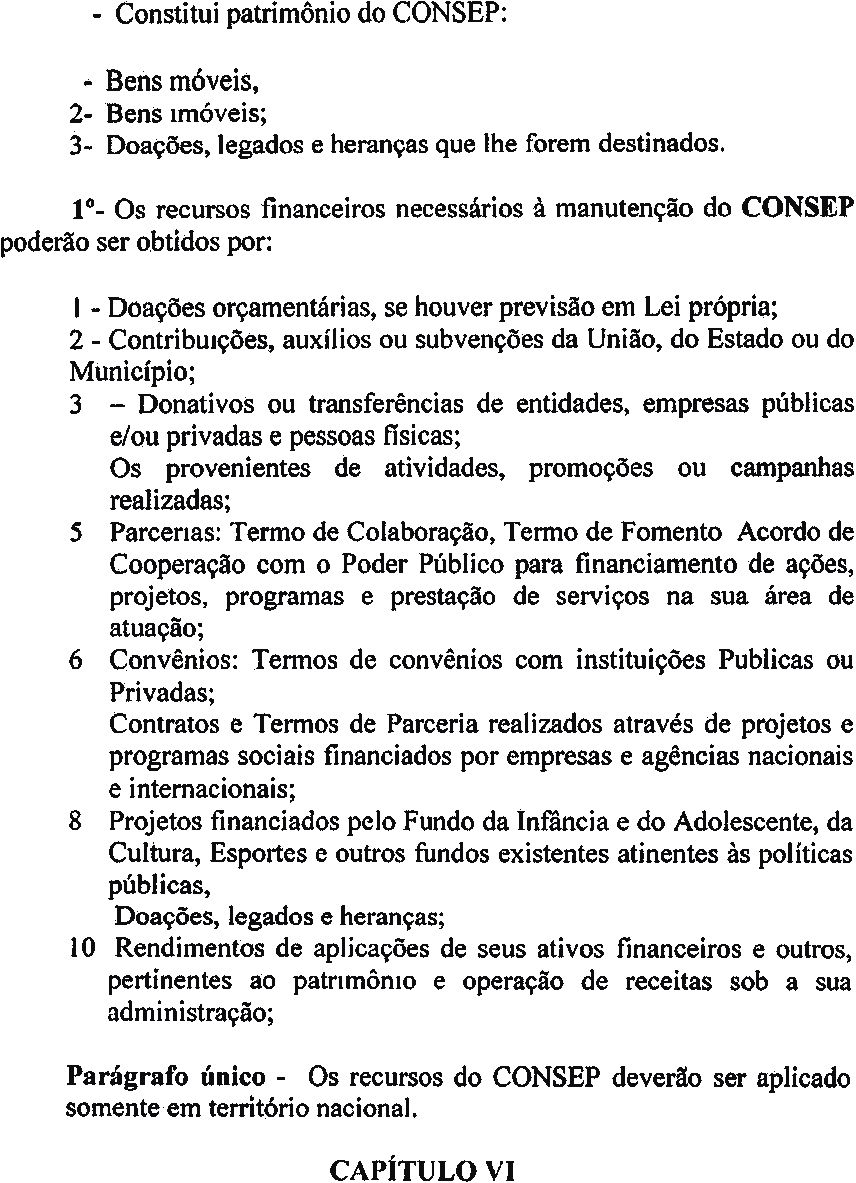 - Constitui patrimônio do CONSEP:
- Bens móveis,
2- Bens ımóveis;
3- Doações, legados e heranças que lhe forem destinados.
1º- Os recursos financeiros necessários à manutenção do CONSEP
poderão ser obtidos por:
1 - Doações orçamentárias, se houver previsão em Lei própria;
2 - Contribuıções, auxílios ou subvenções da União, do Estado ou do
Município;
3 – Donativos ou transferências de entidades, empresas públicas
e/ou privadas e pessoas físicas;
Os provenientes de atividades, promoções ou campanhas
realizadas;
5 Parcerıas: Termo de Colaboração, Termo de Fomento Acordo de
Cooperação com o Poder Público para financiamento de ações,
projetos, programas e prestação de serviços na sua área de
atuação;
6 Convênios: Termos de convênios com instituições Publicas ou
Privadas;
Contratos e Termos de Parceria realizados através de projetos e
programas sociais financiados por empresas e agências nacionais
e internacionais;
8 Projetos financiados pelo Fundo da Infância e do Adolescente, da
Cultura, Esportes e outros fundos existentes atinentes às políticas
públicas,
Doações, legados e heranças;
10 Rendimentos de aplicações de seus ativos financeiros e outros,
pertinentes ao patrımônıo e operação de receitas sob a sua
administração;
Parágrafo único - Os recursos do CONSEP deverão ser aplicado
somente em território nacional.
CAPÍTULO VI